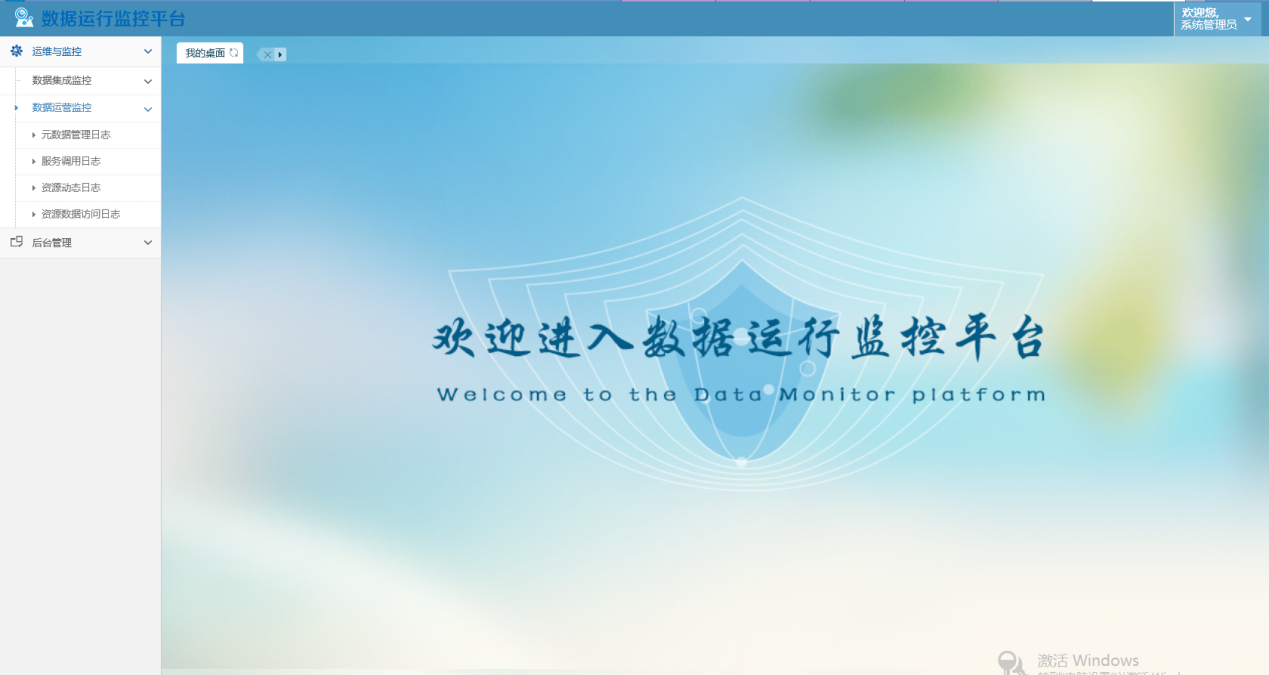 数据运行监控平台
欢迎您,
系统管理员
运维与监控
数据集成监控
数据运营监控
元数据管理日志
服务调用日志
资源动态日志
资源数据访问日志
后台管理
我的桌面
欢迎进入数据运行监控平台
Welcome to the Data Monitor platform
激活 Windows